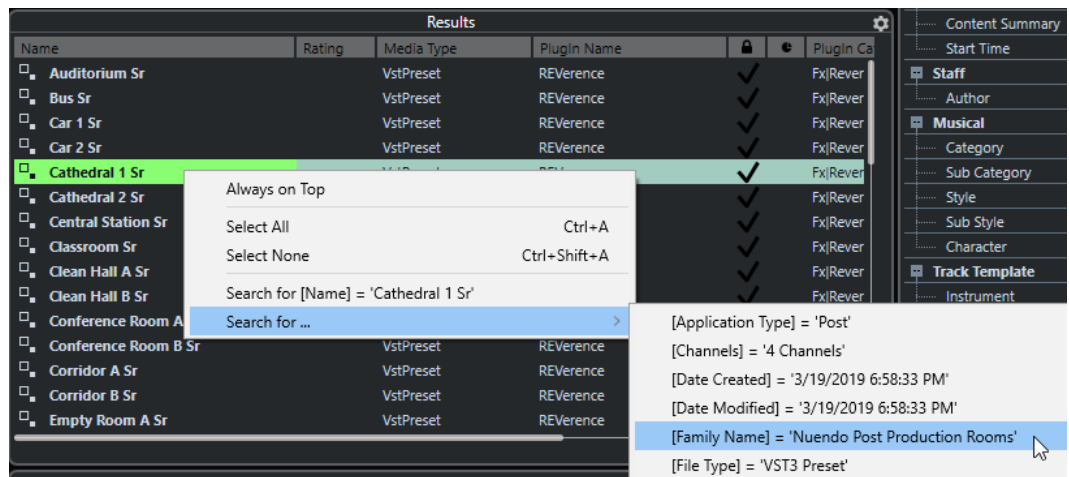 Results
Name Rating Media Type PlugIn Name PlugIn Ca
Auditorium Sr VstPreset REVerence Fx|Rever
Bus Sr VstPreset REVerence Fx|Rever
Car 1 Sr VstPreset REVerence Fx|Rever
Car 2 Sr VstPreset REVerence Fx|Rever
Cathedral 1 Sr Fx|Rever
Cathedral 2 Sr Fx|Rever
Central Station Sr Fx|Rever
Classroom Sr Fx|Rever
Clean Hall A Sr Fx|Rever
Clean Hall B Sr Fx|Rever
Conference Room A
Conference Room B Sr VstPreset REVerence
Corridor A Sr VstPreset REVerence
Corridor B Sr VstPreset REVerence
Empty Room A Sr VstPreset REVerence
Always on Top
Select All Ctrl+A
Select None Ctrl+Shift+A
Search for [Name] = 'Cathedral 1 Sr'
Search for ...
[Application Type] = 'Post'
[Channels] = '4 Channels'
[Date Created] = '3/19/2019 6:58:33 PM'
[Date Modified] = '3/19/2019 6:58:33 PM'
[Family Name] = 'Nuendo Post Production Rooms'
[File Type] = 'VST3 Preset'
Content Summary
Start Time
Staff
Author
Musical
Category
Sub Category
Style
Sub Style
Character
Track Template
Instrument